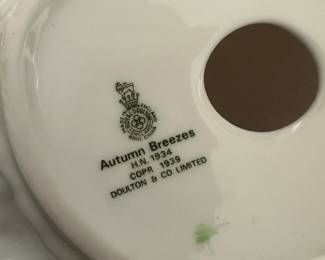 Autumn Breezes
H.N. 1934
COPR 1939
DOULTON & CO LIMITED